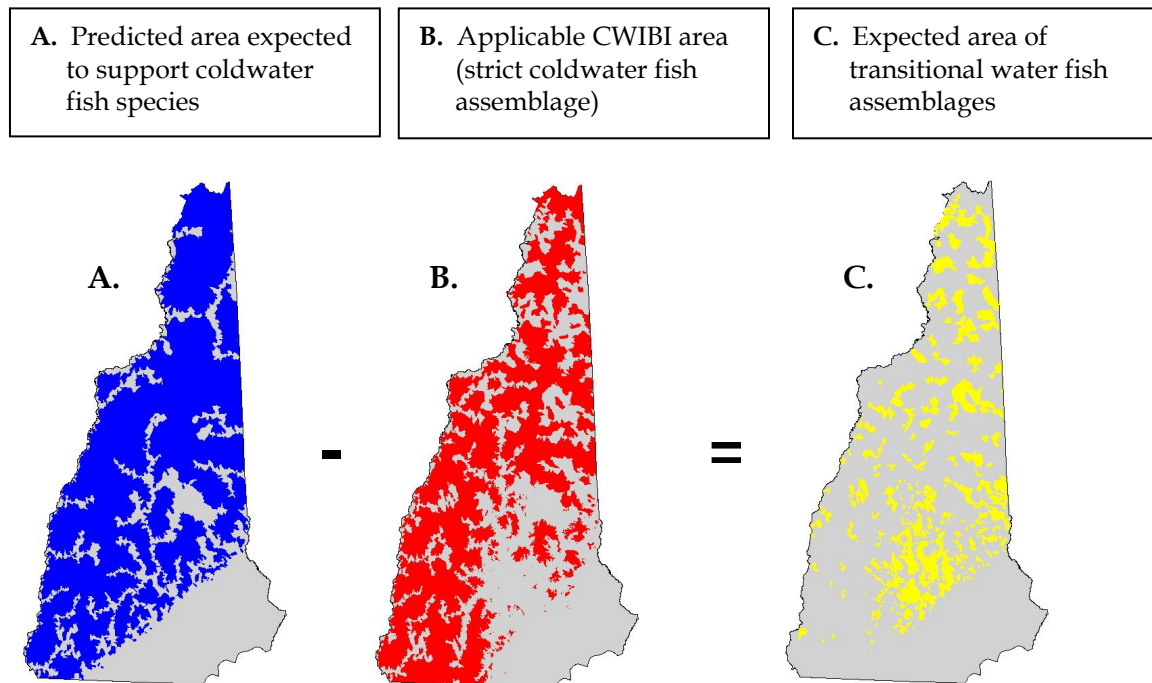 A. Predicted area expected
to support coldwater
fish species
B. Applicable CWIBI area
(strict coldwater fish
assemblage)
C. Expected area of
transitional water fish
assemblages
A.
B.
C.
-
=